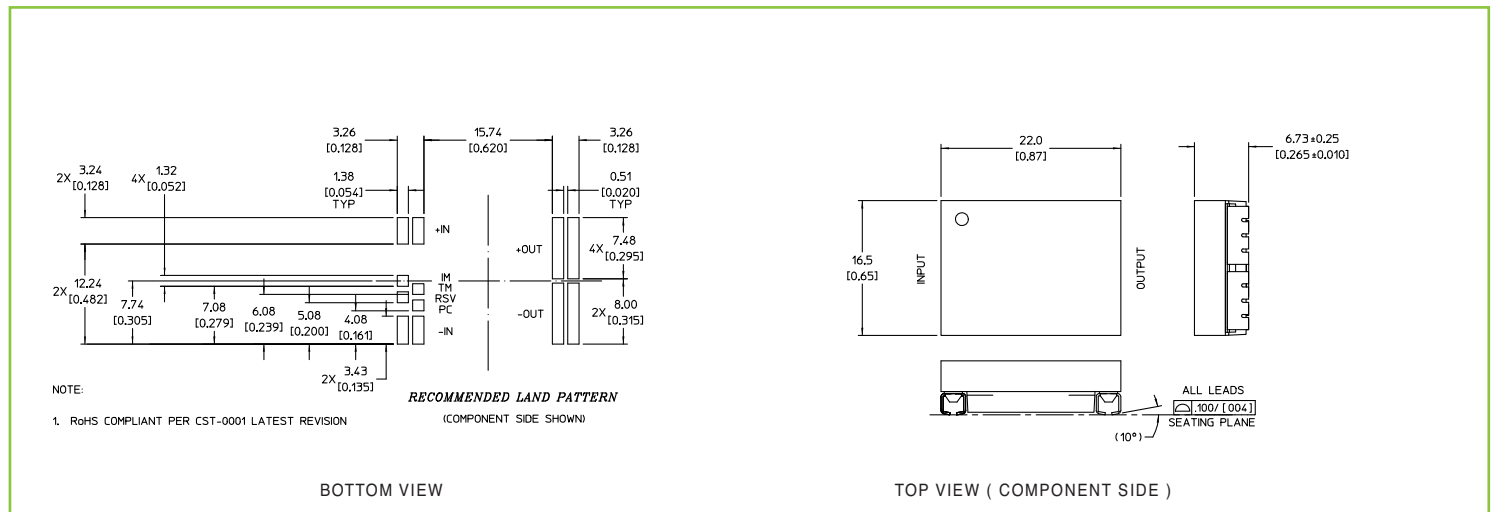 3.26
[0.128]
15.74
[0.620]
3.26
[0.128]
2X 3.24
[0.128]
4X 1.32
[0.052]
1.38
[0.054]
TYP
0.51
[0.020]
TYP
+IN
+OUT
4X 7.48
[0.295]
IM
TM
RSV
PC
-IN
-OUT
2X 8.00
[0.315]
2X 12.24
[0.482]
7.74
[0.305]
7.08
[0.279]
6.08
[0.239]
5.08
[0.200]
4.08
[0.161]
2X 3.43
[0.135]
NOTE:
1. RoHS COMPLIANT PER CST-0001 LATEST REVISION
RECOMMENDED LAND PATTERN
(COMPONENT SIDE SHOWN)
BOTTOM VIEW
22.0
[0.87]
6.73±0.25
[0.265±0.010]
16.5
[0.65]
INPUT
OUTPUT
ALL LEADS
.100/ [004]
SEATING PLANE
(10°)
TOP VIEW ( COMPONENT SIDE )